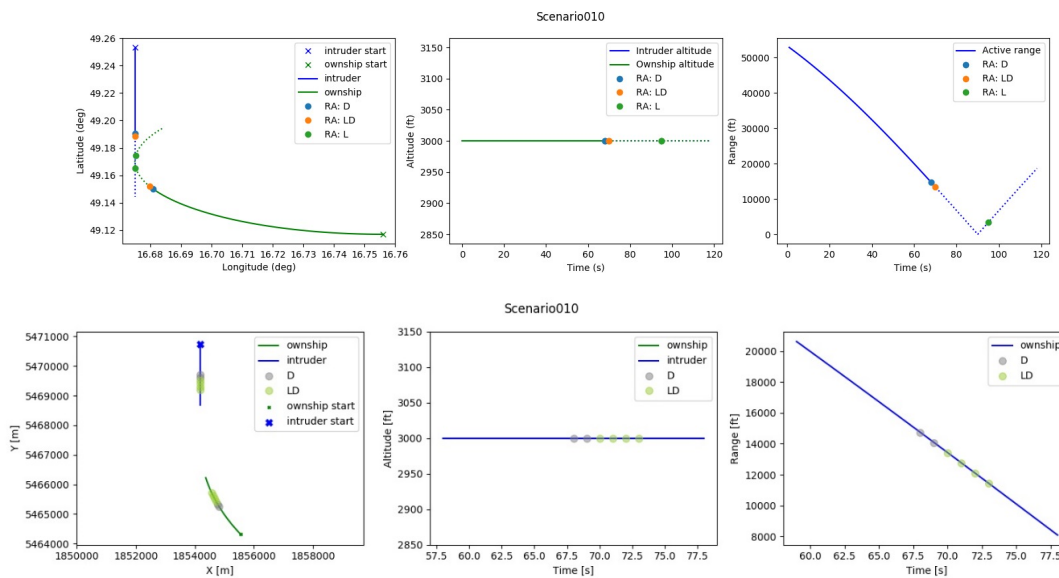 Scenario010
49.26
49.24
49.22
49.20
49.18
49.16
49.14
49.12
Latitude (deg)
16.68 16.69 16.70 16.71 16.72 16.73 16.74 16.75 16.76
Longitude (deg)
intruder start
ownship start
intruder
ownship
RA: D
RA: LD
RA: L
3150
3100
3050
3000
2950
2900
2850
Altitude (ft)
0 20 40 60 80 100 120
Time (s)
Intruder altitude
Ownship altitude
RA: D
RA: LD
RA: L
50000
40000
30000
20000
10000
0
Range (ft)
0 20 40 60 80 100 120
Time (s)
Active range
RA: D
RA: LD
RA: L
Scenario010
5471000
5470000
5469000
5468000
5467000
5466000
5465000
5464000
Y [m]
1850000 1852000 1854000 1856000 1858000
X [m]
ownship
intruder
D
LD
ownship start
intruder start
3150
3100
3050
3000
2950
2900
2850
Altitude [ft]
57.5 60.0 62.5 65.0 67.5 70.0 72.5 75.0 77.5
Time [s]
ownship
intruder
D
LD
20000
18000
16000
14000
12000
10000
8000
Range [ft]
60.0 62.5 65.0 67.5 70.0 72.5 75.0 77.5
Time [s]
ownship
D
LD